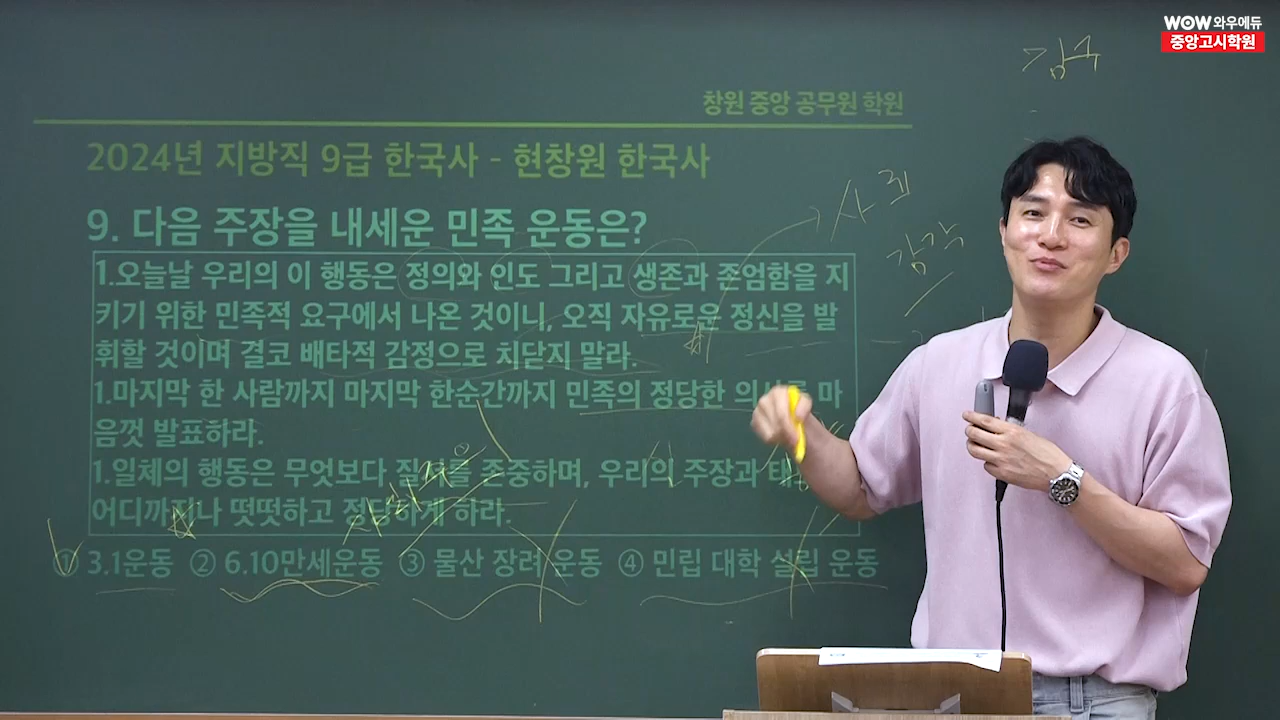 WOW 와우에듀
중앙고시학원
창원 중앙 공무원 학원
2024년 지방직 9급 한국사 - 현창원 한국사
9. 다음 주장을 내세운 민족 운동은?
1.오늘날 우리의 이 행동은 정의와 인도 그리고 생존과 존엄함을 지
키기 위한 민족적 요구에서 나온 것이니, 오직 자유로운 정신을 발
휘할 것이며 결코 배타적 감정으로 치닫지 말라.
1.마지막 한 사람까지 마지막 한순간까지 민족의 정당한 마
음껏 발표하라.
1.일체의 행동은 무엇보다 질서를 존중하며, 우리의 주장과
어디까지나 떳떳하고 정당하게 하라.
① 3.1운동 ② 6.10만세운동 ③ 물산 장려 운동 ④ 민립 대학 설립 운동